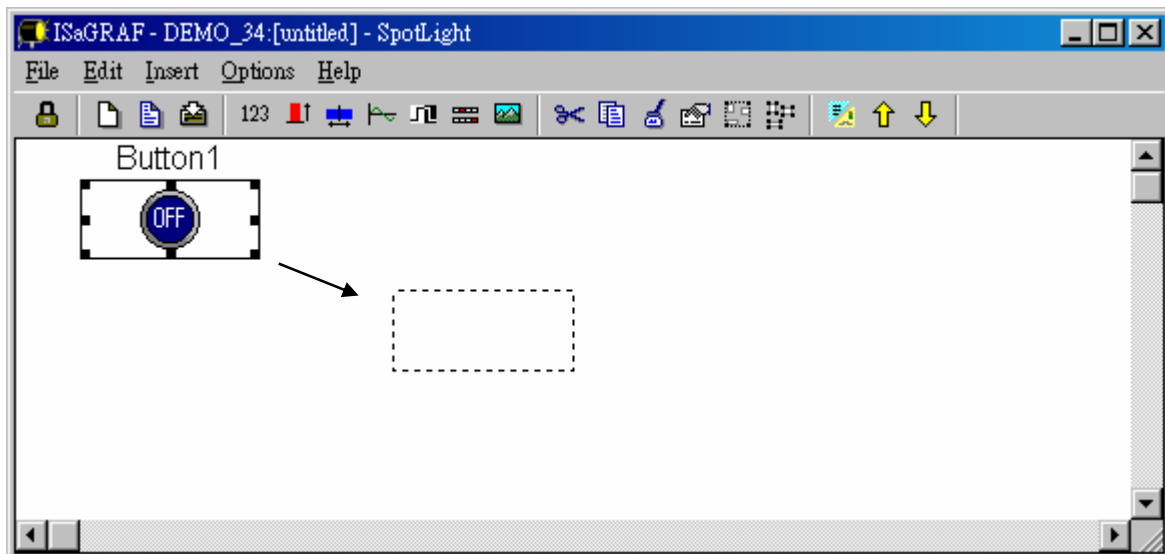 ISaGRAF - DEMO_34:[untitled] - SpotLight
File Edit Insert Options Help
123
Button1
OFF